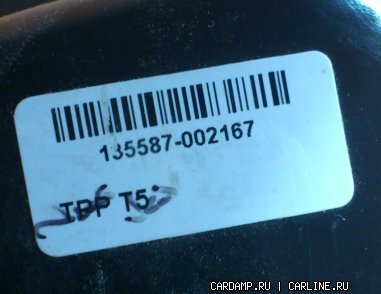 135587-002167
TPP T5
CARDAMP.RU | CARLINE.RU